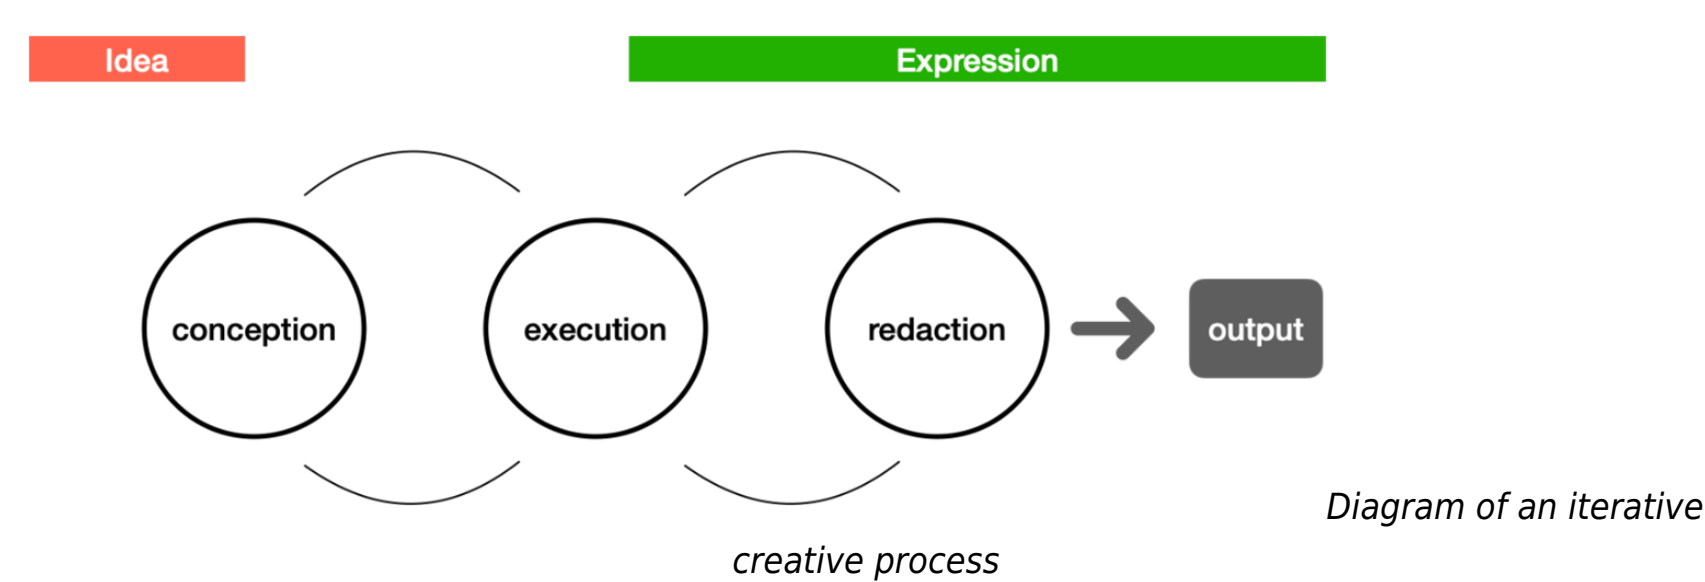 Idea
Expression
conception
execution
redaction
output
Diagram of an iterative
creative process